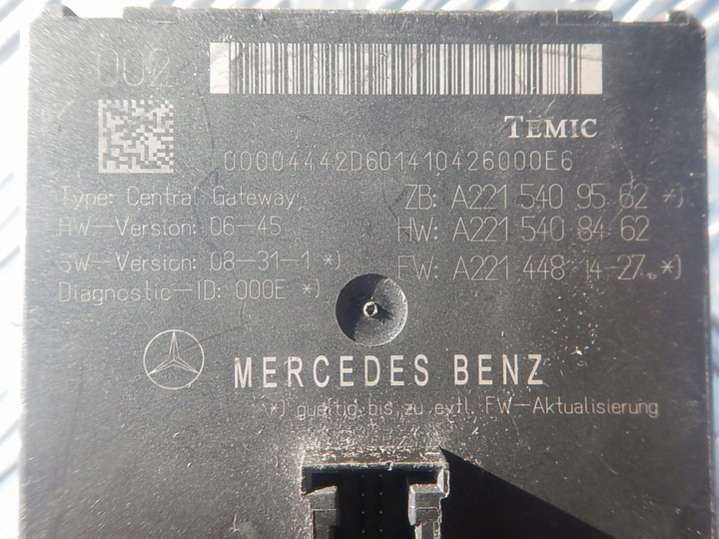 002
TEMIC
00004442D601410426000E6
Type: Central Gateway; ZB: A221 540 95 62 *)
HW-Version: 06-45 HW: A221 540 84 62
SW-Version: 08-31-1 *) FW: A221 448 14-27 *)
Diagnostic-ID: 000E *)
MERCEDES BENZ
*) gueltig bis zu evtl. FW-Aktualisierung